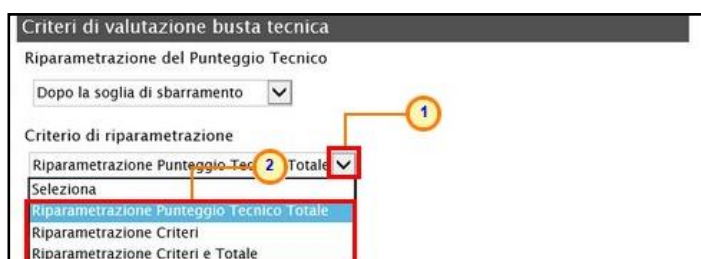 Criteri di valutazione busta tecnica
Riparametrazione del Punteggio Tecnico
Dopo la soglia di sbarramento
1
Criterio di riparametrazione
Riparametrazione Punteggio Tec 2 Totale
Seleziona
Riparametrazione Punteggio Tecnico Totale
Riparametrazione Criteri
Riparametrazione Criteri e Totale